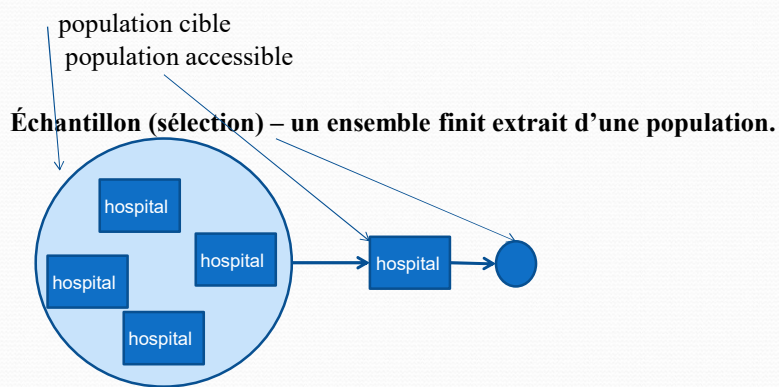 population cible
population accessible
Échantillon (sélection) – un ensemble finit extrait d’une population.
hospital
hospital
hospital
hospital
hospital